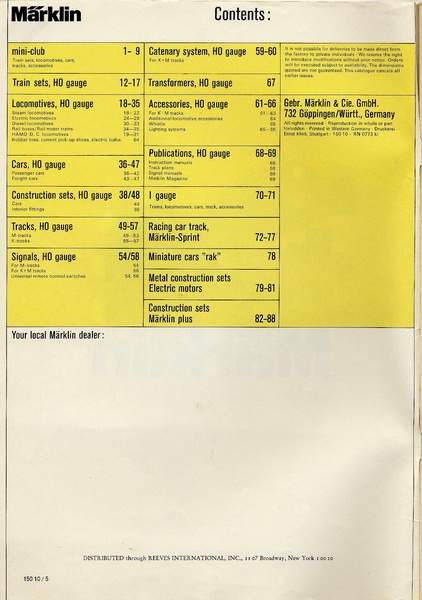 Märklin
Contents:
mini-club 1- 9
Train sets, locomotives, cars,
tracks, accessories
Train sets, HO gauge 12-17
Locomotives, HO gauge 18-35
Steam locomotives 18-22
Electric locomotives 24-28
Diesel locomotives 30-33
Rail buses/Rail motor trains 34-35
HAMO D. C. locomotives 19-31
Rubber tires, current pick-up shoes, electric bulbs 64
Cars, HO gauge 36-47
Passenger cars 38-42
Freight cars 43-47
Construction sets, HO gauge 38/48
Cars 48
Interior fittings 38
Tracks, HO gauge 49-57
M-tracks 49-53
K-tracks 55-57
Signals, HO gauge 54/58
For M-tracks 54
For K+M tracks 58
Universal remote control switches 54, 58
Catenary system, HO gauge 59-60
For K+M tracks
Transformers, HO gauge 67
Accessories, HO gauge 61-66
For K - M tracks 61-63
Additional locomotive accessories 64
Whistle 65
Lighting systems 65-66
Publications, HO gauge 68-69
Instruction manuals 68
Track plans 68
Signal manuals 68
Märklin Magazine 69
I gauge 70-71
Trains, locomotives, cars, track, accessories
Racing car track,
Märklin-Sprint 72-77
Miniature cars "rak" 78
Metal construction sets
Electric motors 79-81
Construction sets
Märklin plus 82-88
It is not possible for deliveries to be made direct from
the factory to private individuals · We reserve the right
to introduce modifications without prior notice. Orders
will be executed subject to availability. The dimensions
quoted are not guaranteed. This catalogue cancels all
earlier issues.
Gebr. Märklin & Cie. GmbH.
732 Göppingen/Württ., Germany
All rights reserved · Reproduction in whole or part
forbidden · Printed in Western Germany · Druckerei
Ernst Klett, Stuttgart · 150 10 · RN 0773 kl
Your local Märklin dealer:
DISTRIBUTED through REEVES INTERNATIONAL, INC., 1107 Broadway, New York 10010
150 10 / 5